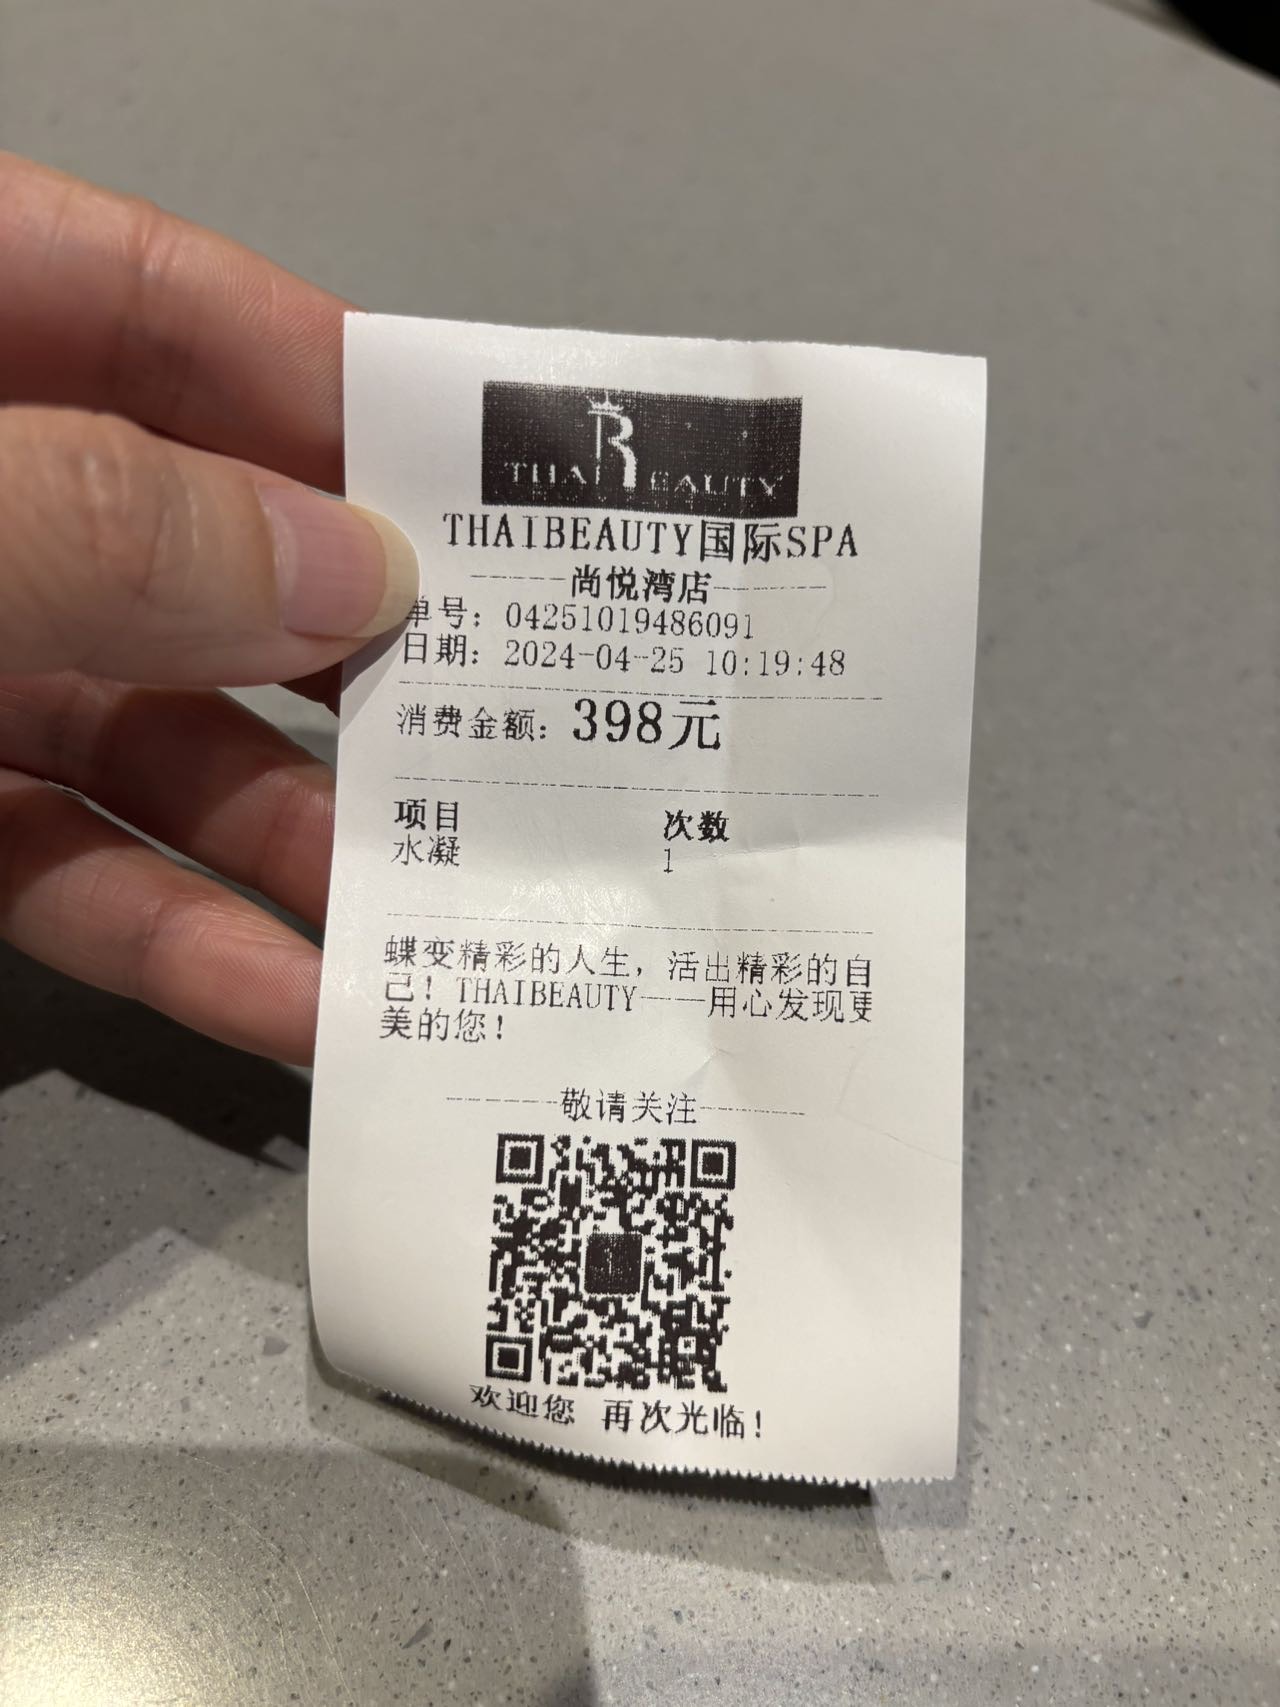 THAI BEAUTY
THAIBEAUTY国际SPA
尚悦湾店
单号: 04251019486091
日期: 2024-04-25 10:19:48
消费金额: 398元
项目 次数
水凝 1
蝶变精彩的人生, 活出精彩的自
己! THAIBEAUTY——用心发现更
美的您!
敬请关注
欢迎您 再次光临!